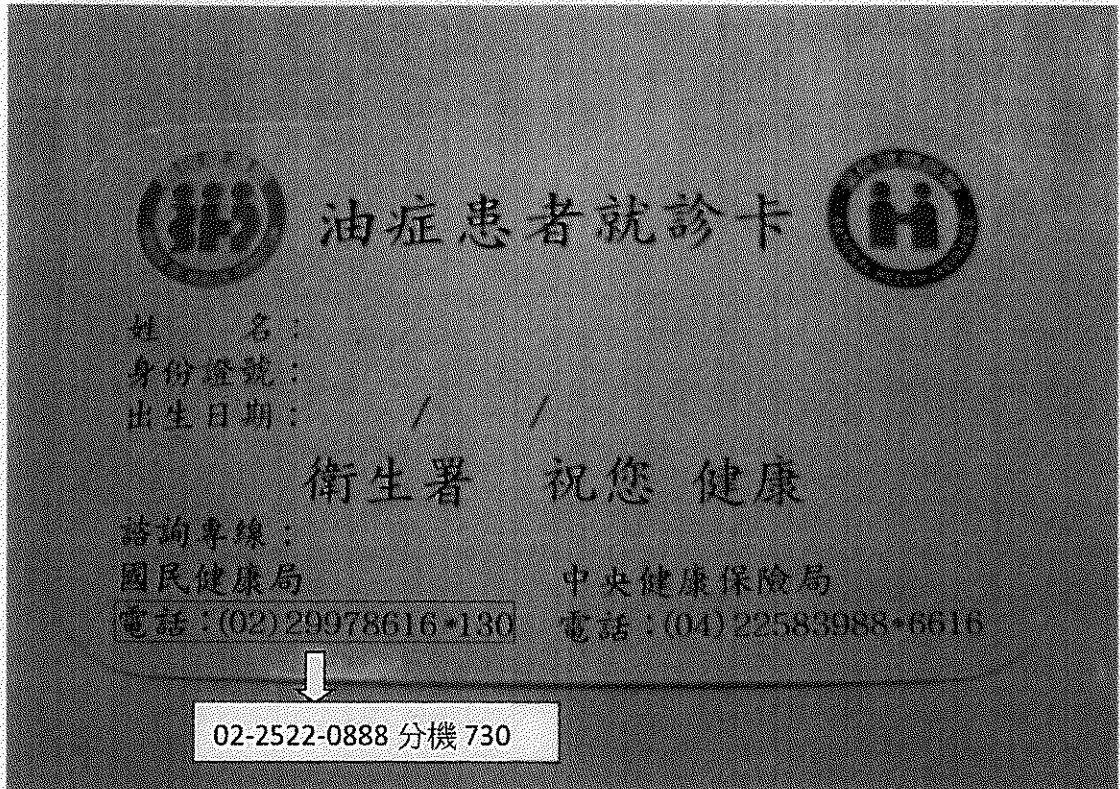 油症患者就診卡
姓 名：
身份證號：
出生日期： / /
衛生署 祝您 健康
諮詢專線：
國民健康局 中央健康保險局
電話：(02)29978616*130 電話：(04)22583988*6616
02-2522-0888 分機 730